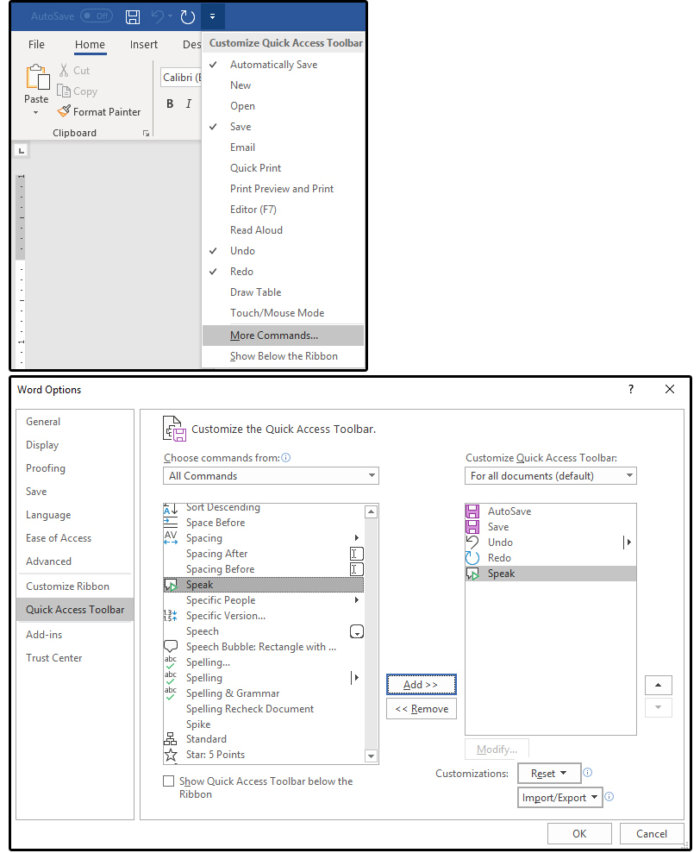 AutoSave Off
File Home Insert Des
Customize Quick Access Toolbar
Automatically Save
New
Open
Save
Email
Quick Print
Print Preview and Print
Editor (F7)
Read Aloud
Undo
Redo
Draw Table
Touch/Mouse Mode
More Commands...
Show Below the Ribbon
Paste
Cut
Copy
Format Painter
Clipboard
Calibri (
B I
L
1
1
Word Options ? ×
General
Display
Proofing
Save
Language
Ease of Access
Advanced
Customize Ribbon
Quick Access Toolbar
Add-ins
Trust Center
Customize the Quick Access Toolbar.
Choose commands from:
All Commands
Sort Descending
Space Before
Spacing
Spacing After
Spacing Before
Speak
Specific People
Specific Version...
Speech
Speech Bubble: Rectangle with ...
Spelling...
Spelling
Spelling & Grammar
Spelling Recheck Document
Spike
Standard
Star: 5 Points
Show Quick Access Toolbar below the
Ribbon
Add >>
<< Remove
Customize Quick Access Toolbar:
For all documents (default)
AutoSave
Save
Undo
Redo
Speak
Modify...
Customizations: Reset
Import/Export
OK Cancel